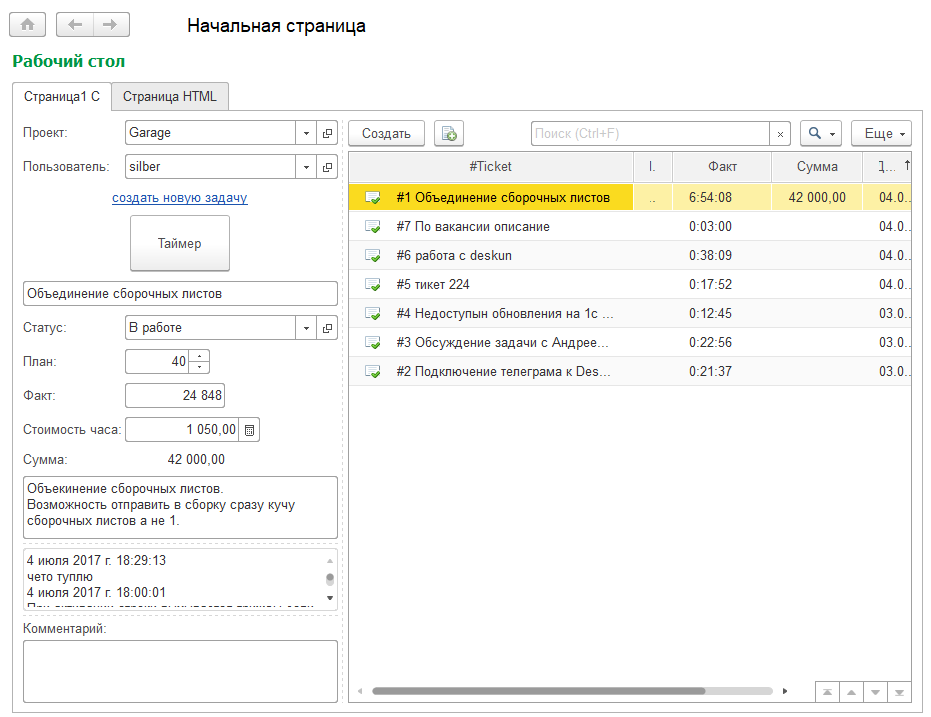 Начальная страница
Рабочий стол
Страница1 С
Страница HTML
Проект:
Garage
Пользователь:
silber
создать новую задачу
Таймер
Объединение сборочных листов
Статус:
В работе
План:
40
Факт:
24 848
Стоимость часа:
1 050,00
Сумма:
42 000,00
Объекинение сборочных листов.
Возможность отправить в сборку сразу кучу
сборочных листов а не 1.
4 июля 2017 г. 18:29:13
чето туплю
4 июля 2017 г. 18:00:01
Комментарий:
Создать
Поиск (Ctrl+F)
×
Еще
#Ticket Факт Сумма
#1 Объединение сборочных листов .. 6:54:08 42 000,00 04.0..
#7 По вакансии описание 0:03:00 04.0..
#6 работа с deskun 0:38:09 04.0..
#5 тикет 224 0:17:52 04.0..
#4 Недоступын обновления на 1с ... 0:12:45 03.0..
#3 Обсуждение задачи с Андрее... 0:22:56 03.0..
#2 Подключение телеграма к Des... 0:21:37 03.0..